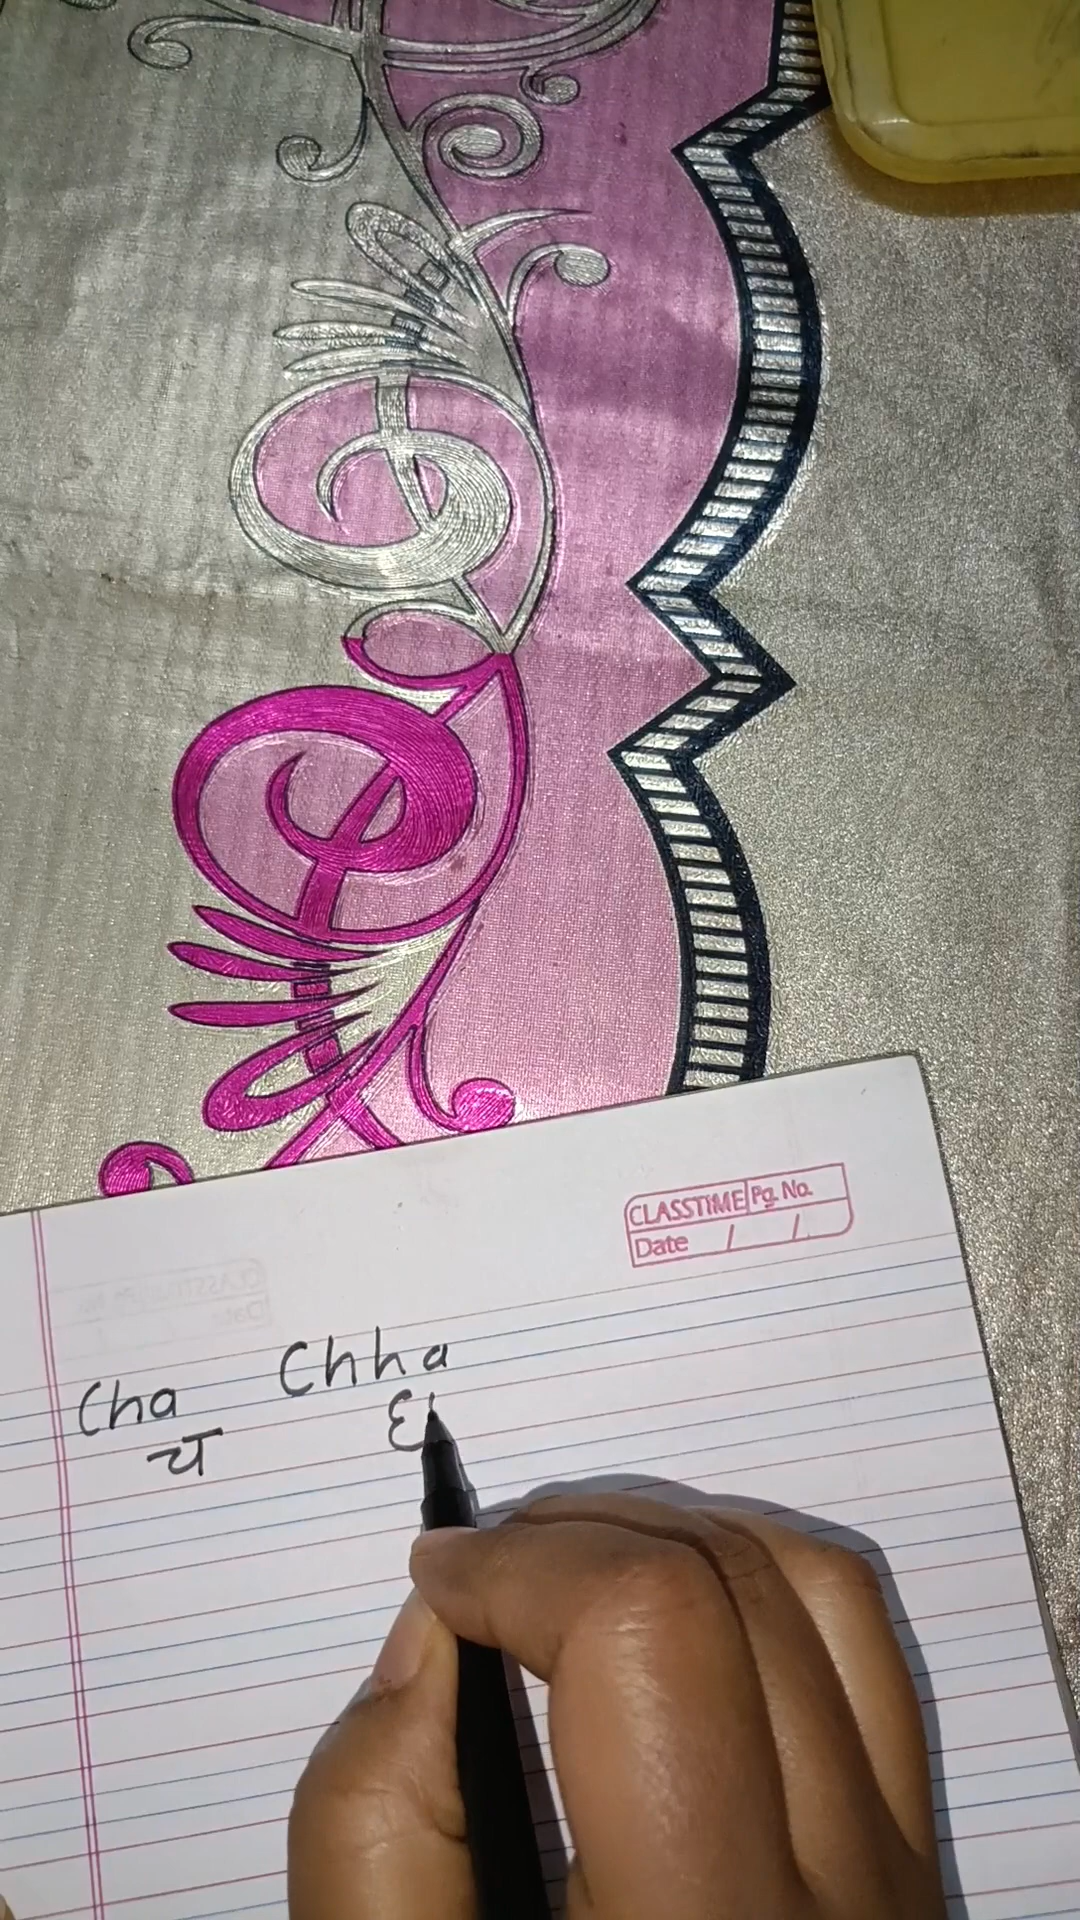 CLASSTIME Pg. No.
Date / /
Cha Chha
च